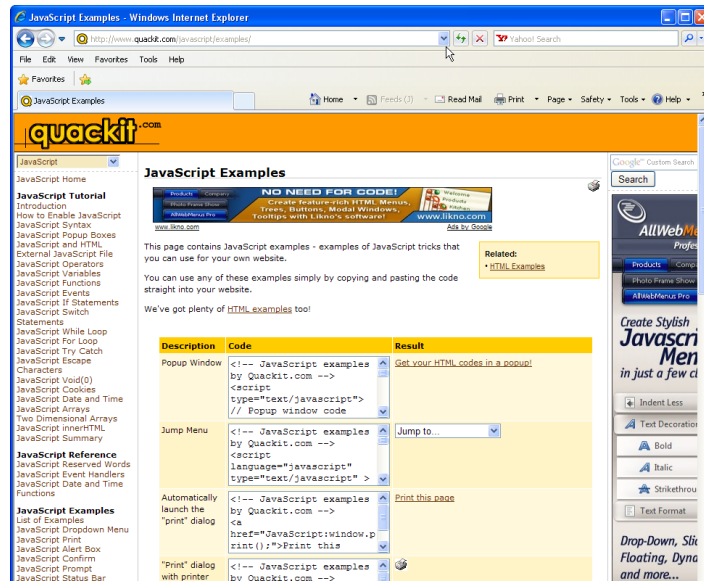 JavaScript Examples - Windows Internet Explorer
http://www.quackit.com/javascript/examples/
Yahoo! Search
File Edit View Favorites Tools Help
Favorites
JavaScript Examples
Home Feeds (J) Read Mail Print Page Safety Tools Help
quackit.com
JavaScript
JavaScript Home
JavaScript Tutorial
Introduction
How to Enable JavaScript
JavaScript Syntax
JavaScript Popup Boxes
JavaScript and HTML
External JavaScript File
JavaScript Operators
JavaScript Variables
JavaScript Functions
JavaScript Events
JavaScript If Statements
JavaScript Switch
Statements
JavaScript While Loop
JavaScript For Loop
JavaScript Try Catch
JavaScript Escape
Characters
JavaScript Void(0)
JavaScript Cookies
JavaScript Date and Time
JavaScript Arrays
Two Dimensional Arrays
JavaScript innerHTML
JavaScript Summary
JavaScript Reference
JavaScript Reserved Words
JavaScript Event Handlers
JavaScript Date and Time
Functions
JavaScript Examples
List of Examples
JavaScript Dropdown Menu
JavaScript Print
JavaScript Alert Box
JavaScript Confirm
JavaScript Prompt
JavaScript Status Bar
JavaScript Examples
Products Company
Photo Frame Show
AllWebMenus Pro
NO NEED FOR CODE!
Create feature-rich HTML Menus,
Trees, Buttons, Modal Windows,
Tooltips with Likno's software!
Welcome
Products
www.likno.com
www.likno.com
Ads by Google
This page contains JavaScript examples - examples of JavaScript tricks that
you can use for your own website.
You can use any of these examples simply by copying and pasting the code
straight into your website.
We've got plenty of HTML examples too!
Related:
• HTML Examples
Description Code Result
Popup Window
<!-- JavaScript examples
by Quackit.com -->
<script
type="text/javascript">
// Popup window code
Get your HTML codes in a popup!
Jump Menu
<!-- JavaScript examples
by Quackit.com -->
<script
language="javascript"
type="text/javascript" >
Jump to...
Automatically
launch the
"print" dialog
<!-- JavaScript examples
by Quackit.com -->
<a
href="JavaScript:window.p
rint();">Print this
Print this page
"Print" dialog
with printer
<!-- JavaScript examples
by Quackit.com -->
Google™ Custom Search
Search
AllWebMe
Profes
Products Compa
Photo Frame Show
AllWebMenus Pro
Create Stylish
Javascri
Men
in just a few cl
Indent Less
Text Decoration
Bold
Italic
Strikethrou
Text Format
Drop-Down, Slid
Floating, Dyna
and more...